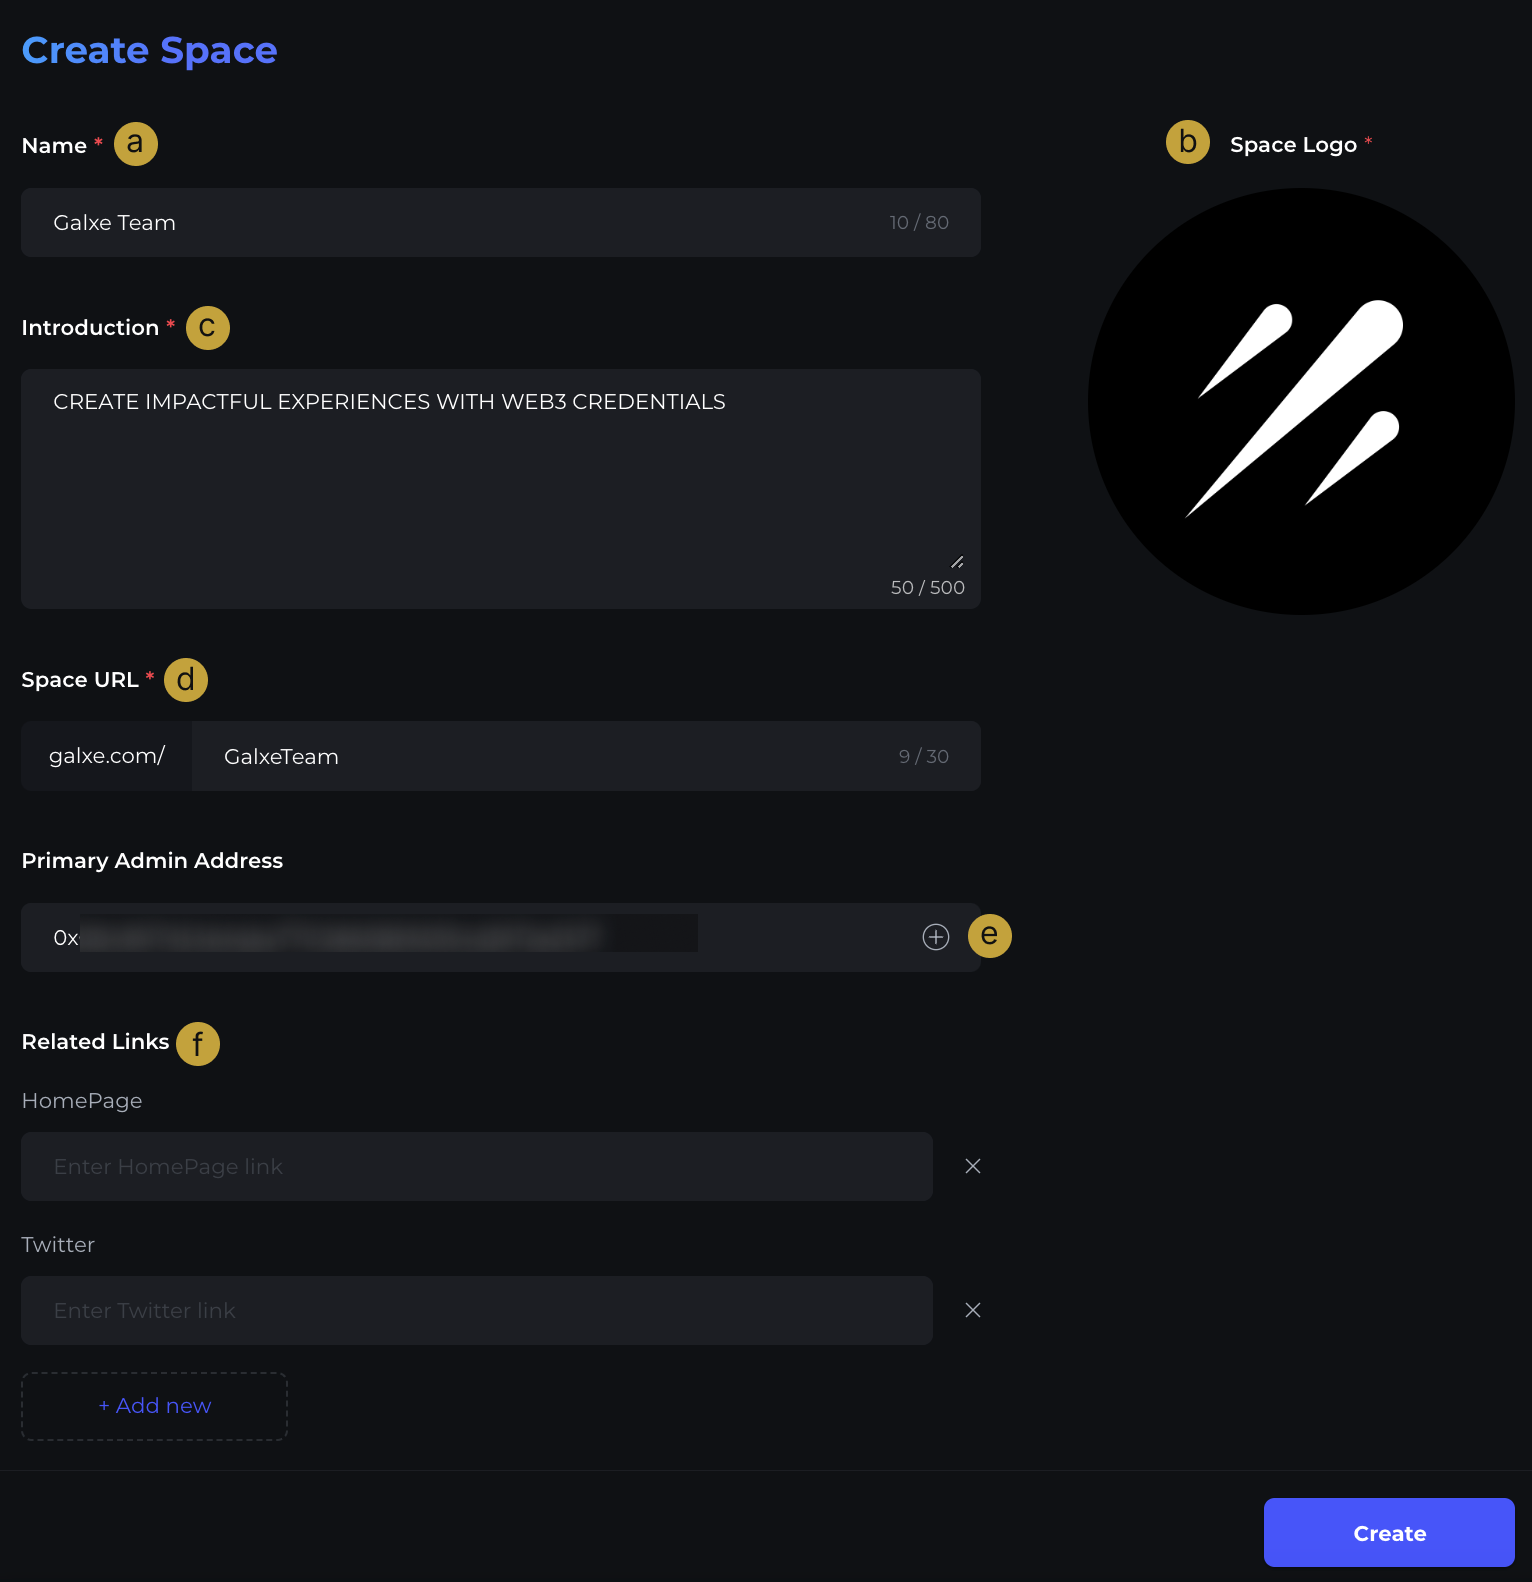 Create Space
Name * a
b Space Logo *
Galxe Team 10 / 80
Introduction * c
CREATE IMPACTFUL EXPERIENCES WITH WEB3 CREDENTIALS
50 / 500
Space URL * d
galxe.com/ GalxeTeam 9 / 30
Primary Admin Address
0x
e
Related Links f
HomePage
Enter HomePage link
Twitter
Enter Twitter link
+ Add new
Create